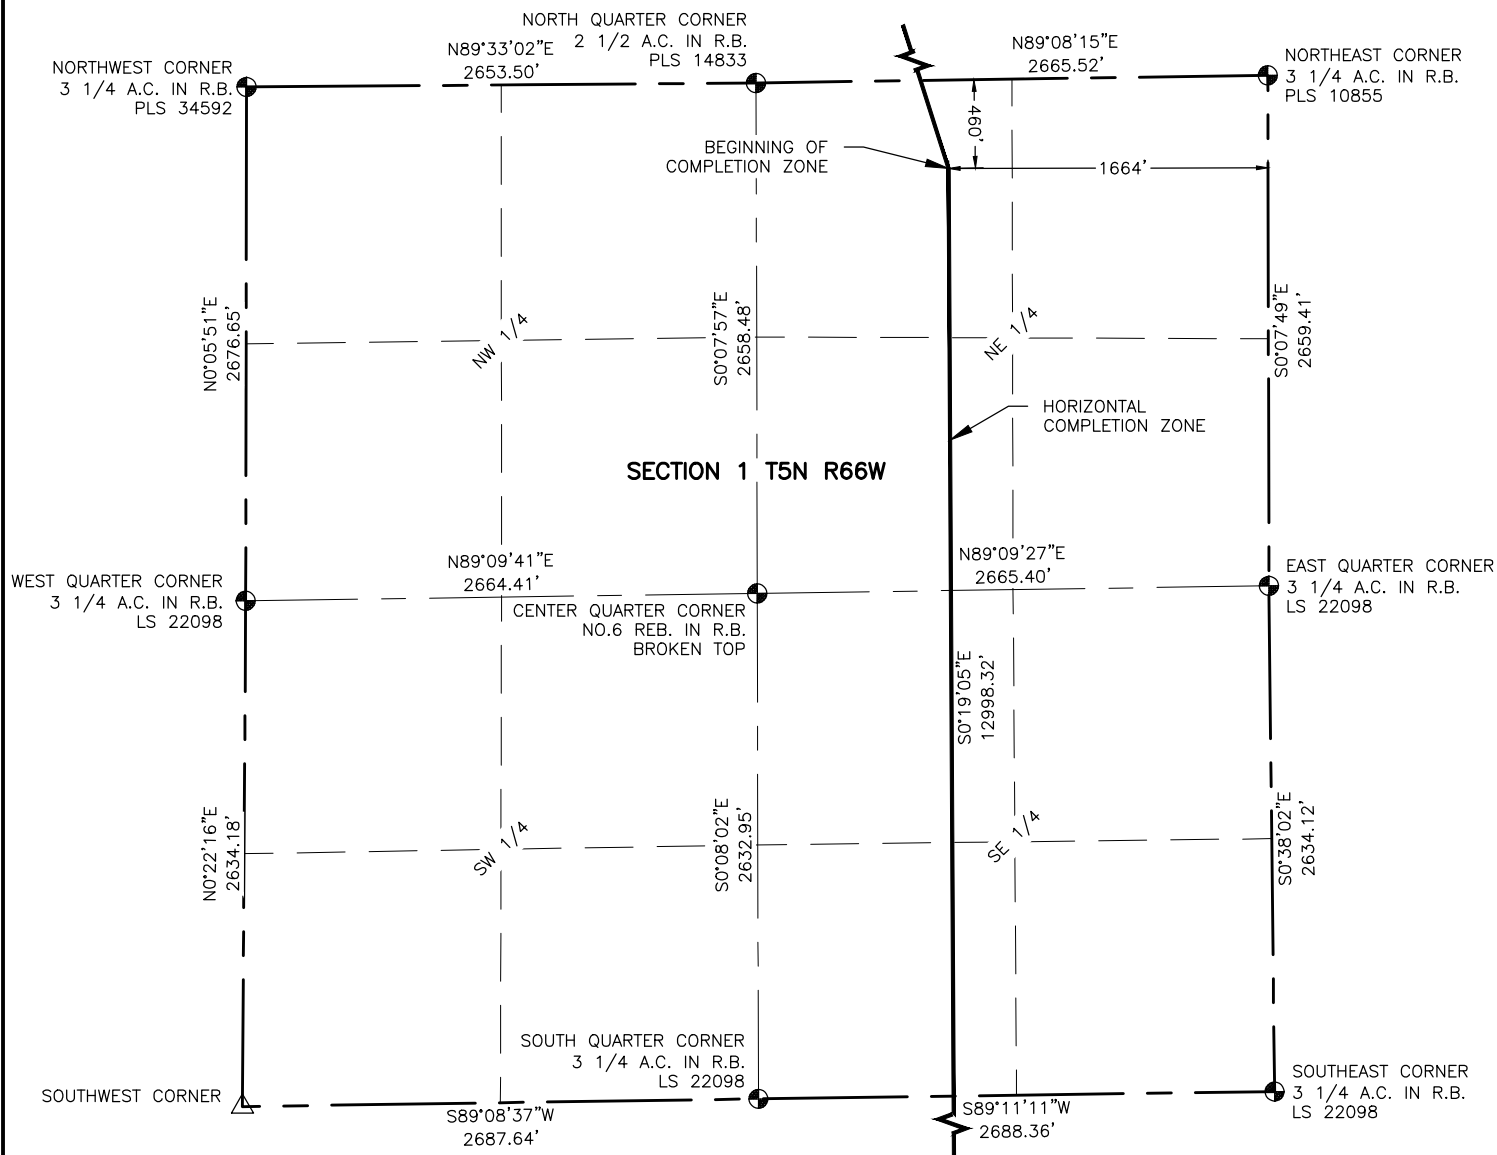 NORTHWEST CORNER
3 1/4 A.C. IN R.B.
PLS 34592
N89°33'02"E
2653.50'
NORTH QUARTER CORNER
2 1/2 A.C. IN R.B.
PLS 14833
N89°08'15"E
2665.52'
NORTHEAST CORNER
3 1/4 A.C. IN R.B.
PLS 10855
460'
BEGINNING OF
COMPLETION ZONE
1664'
N0°05'51"E
2676.65'
NW 1/4
S0°07'57"E
2658.48'
NE 1/4
S0°07'49"E
2659.41'
HORIZONTAL
COMPLETION ZONE
SECTION 1 T5N R66W
WEST QUARTER CORNER
3 1/4 A.C. IN R.B.
LS 22098
N89°09'41"E
2664.41'
CENTER QUARTER CORNER
NO.6 REB. IN R.B.
BROKEN TOP
N89°09'27"E
2665.40'
EAST QUARTER CORNER
3 1/4 A.C. IN R.B.
LS 22098
S0°19'05"E
12998.32'
N0°22'16"E
2634.18'
SW 1/4
S0°08'02"E
2632.95'
SE 1/4
S0°38'02"E
2634.12'
SOUTHWEST CORNER
S89°08'37"W
2687.64'
SOUTH QUARTER CORNER
3 1/4 A.C. IN R.B.
LS 22098
S89°11'11"W
2688.36'
SOUTHEAST CORNER
3 1/4 A.C. IN R.B.
LS 22098